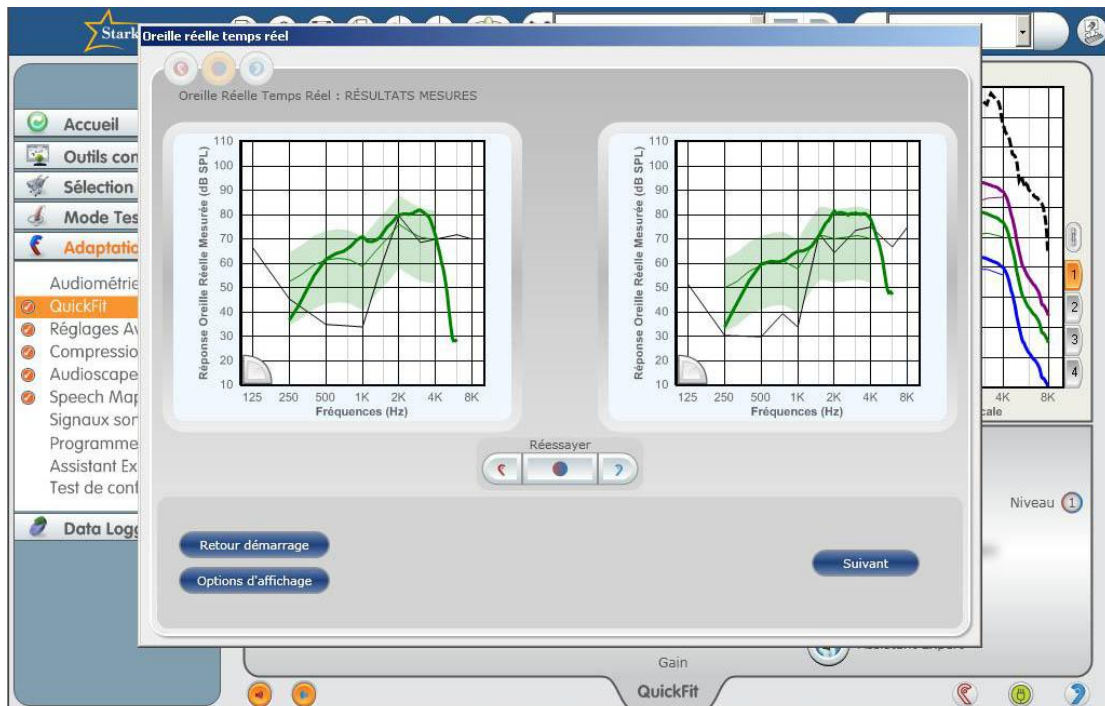 Stark
Oreille réelle temps réel
Oreille Réelle Temps Réel : RÉSULTATS MESURES
Accueil
Outils con
Sélection
Mode Tes
Adaptatio
Audiométrie
QuickFit
Réglages Av
Compressio
Audioscape
Speech Map
Signaux sor
Programme
Assistant Ex
Test de conf
Data Logg
Réponse Oreille Réelle Mesurée (dB SPL)
110
100
90
80
70
60
50
40
30
20
10
125 250 500 1K 2K 4K 8K
Fréquences (Hz)
Réponse Oreille Réelle Mesurée (dB SPL)
110
100
90
80
70
60
50
40
30
20
10
125 250 500 1K 2K 4K 8K
Fréquences (Hz)
Réessayer
Retour démarrage
Options d'affichage
Suivant
1
2
3
4
4K 8K
cale
Niveau 1
Gain
QuickFit